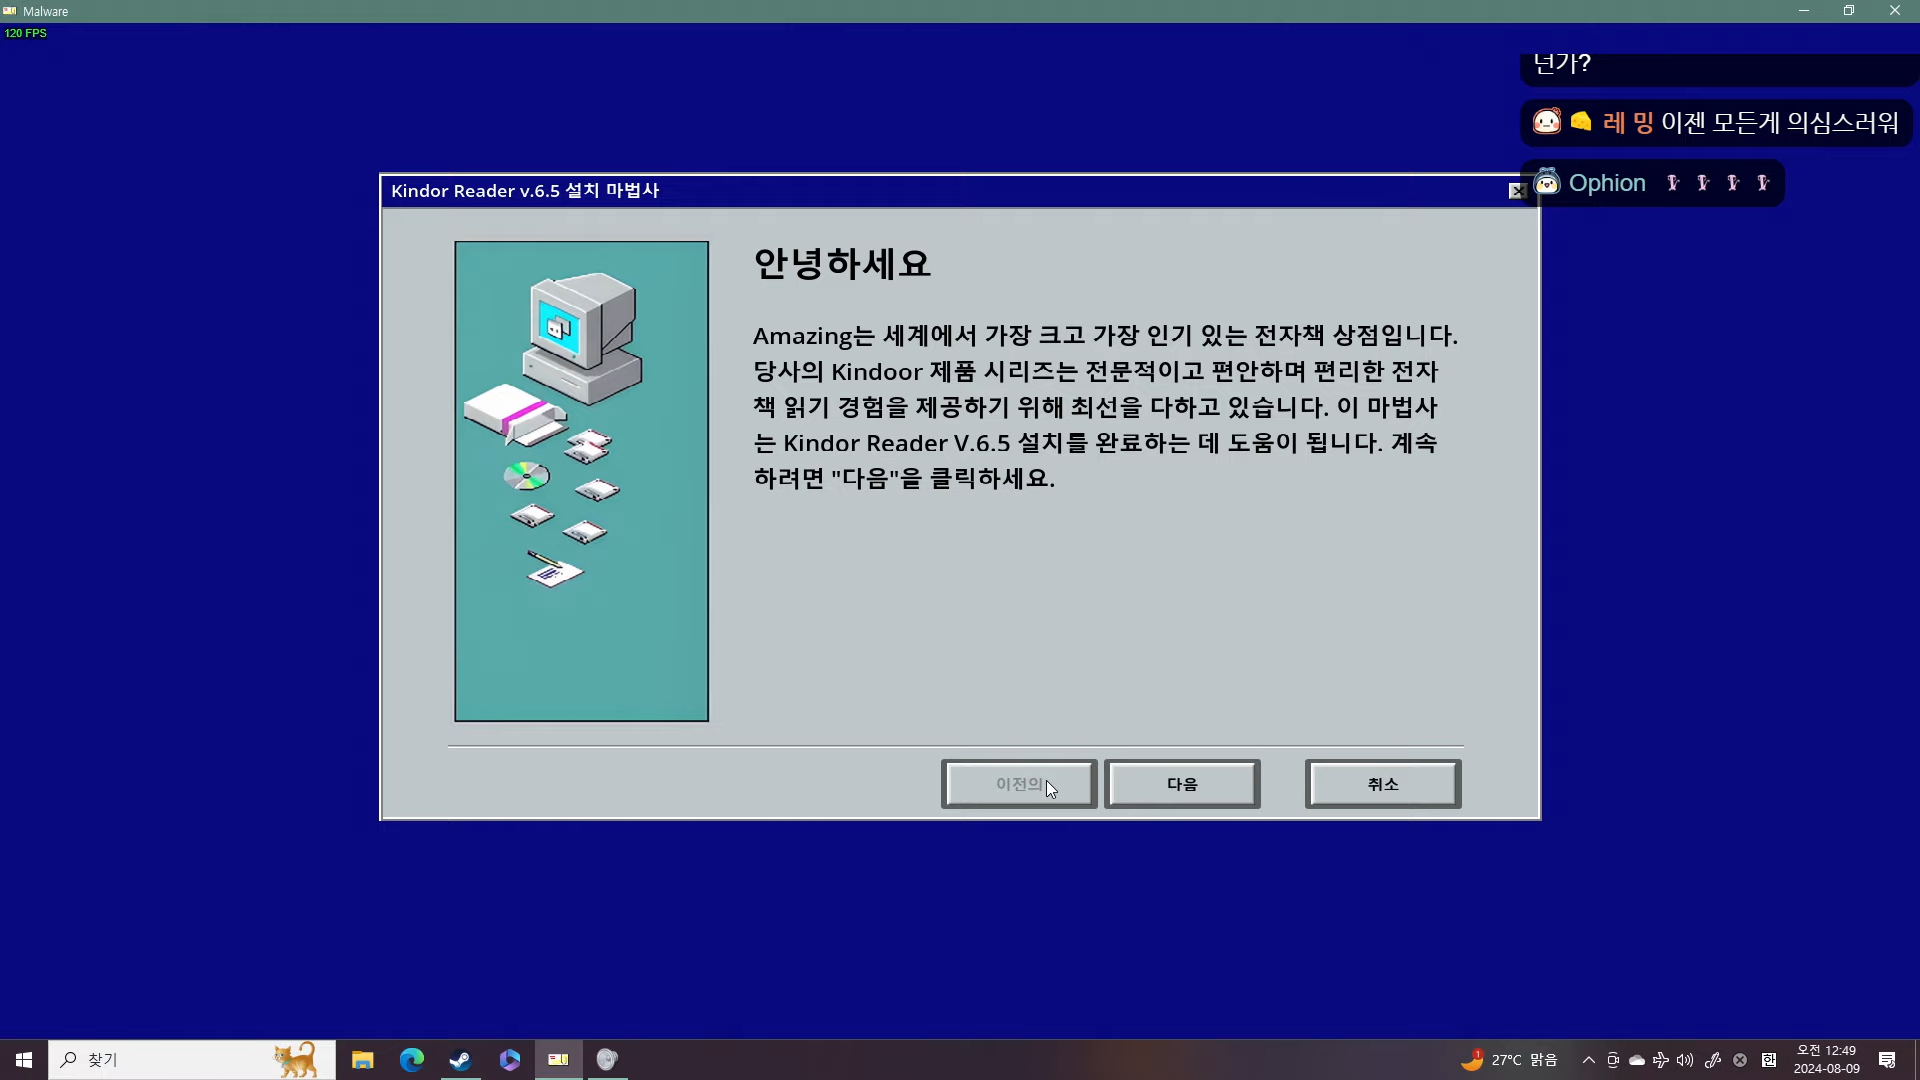 Malware
120 FPS
넌가?
레 밍 이젠 모든게 의심스러워
Ophion
Kindor Reader v.6.5 설치 마법사
안녕하세요
Amazing는 세계에서 가장 크고 가장 인기 있는 전자책 상점입니다.
당사의 Kindoor 제품 시리즈는 전문적이고 편안하며 편리한 전자
책 읽기 경험을 제공하기 위해 최선을 다하고 있습니다. 이 마법사
는 Kindor Reader V.6.5 설치를 완료하는 데 도움이 됩니다. 계속
하려면 "다음"을 클릭하세요.
이전의
다음
취소
찾기
1
27°C 맑음
한
오전 12:49
2024-08-09